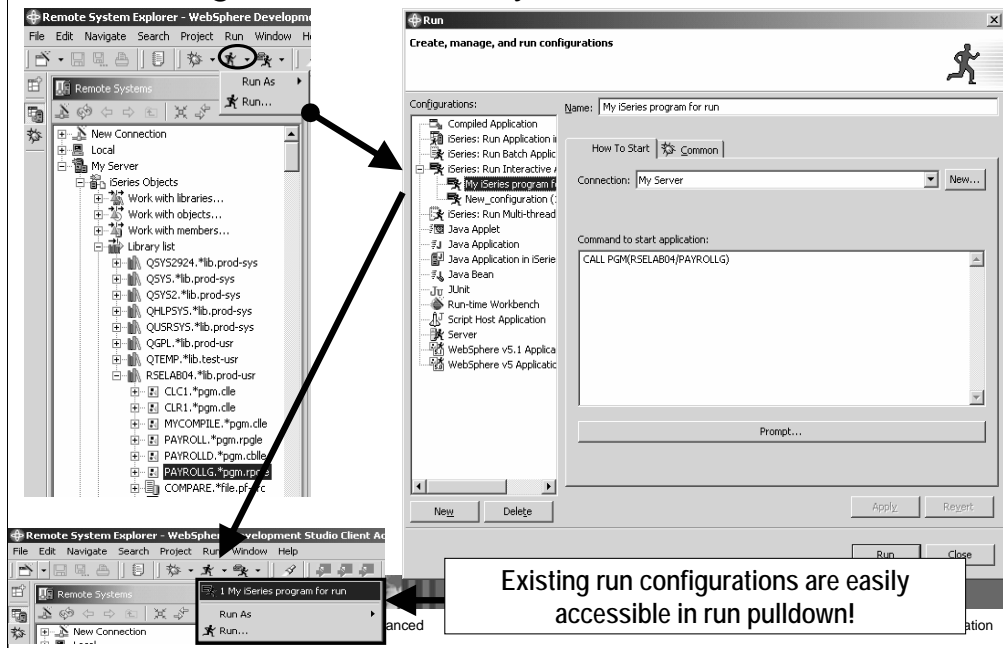 Remote System Explorer - WebSphere Developme
File Edit Navigate Search Project Run Window H
Run As
Run...
Remote Systems
New Connection
Local
My Server
iSeries Objects
Work with libraries...
Work with objects...
Work with members...
Library list
QSYS2924.*lib.prod-sys
QSYS.*lib.prod-sys
QSYS2.*lib.prod-sys
QHLPSYS.*lib.prod-sys
QUSRSYS.*lib.prod-sys
QGPL.*lib.prod-usr
QTEMP.*lib.test-usr
RSELAB04.*lib.prod-usr
CLC1.*pgm.clle
CLR1.*pgm.clle
MYCOMPILE.*pgm.clle
PAYROLL.*pgm.rpgle
PAYROLLD.*pgm.cblle
PAYROLLG.*pgm.rpgle
COMPARE.*file.pf-src
Run
Create, manage, and run configurations
Configurations:
Compiled Application
iSeries: Run Application i
iSeries: Run Batch Applic
iSeries: Run Interactive A
My iSeries program f
New_configuration (
iSeries: Run Multi-thread
Java Applet
Java Application
Java Application in iSerie
Java Bean
JUnit
Run-time Workbench
Script Host Application
Server
WebSphere v5.1 Applica
WebSphere v5 Applicatic
New
Delete
Name: My iSeries program for run
How To Start
Common
Connection: My Server
New...
Command to start application:
CALL PGM(RSELAB04/PAYROLLG)
Prompt...
Apply
Revert
Run
Close
Remote System Explorer - WebSphere Development Studio Client Ad
File Edit Navigate Search Project Run Window Help
Remote Systems
New Connection
1 My iSeries program for run
Run As
Run...
Existing run configurations are easily
accessible in run pulldown!
anced
ation